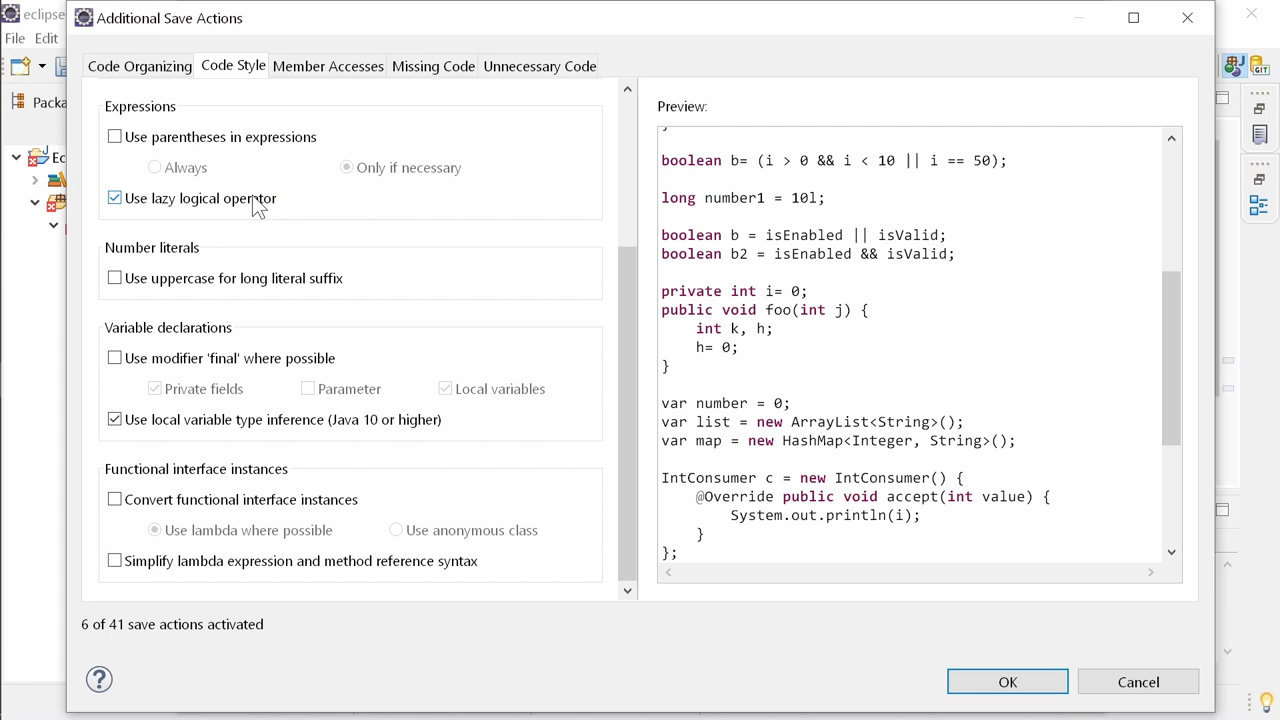 eclipse
Additional Save Actions
File Edit
Code Organizing Code Style Member Accesses Missing Code Unnecessary Code
Expressions
Use parentheses in expressions
Always Only if necessary
Use lazy logical operator
Number literals
Use uppercase for long literal suffix
Variable declarations
Use modifier 'final' where possible
Private fields Parameter Local variables
Use local variable type inference (Java 10 or higher)
Functional interface instances
Convert functional interface instances
Use lambda where possible Use anonymous class
Simplify lambda expression and method reference syntax
6 of 41 save actions activated
Preview:
boolean b= (i > 0 && i < 10 || i == 50);
long number1 = 10l;
boolean b = isEnabled || isValid;
boolean b2 = isEnabled && isValid;
private int i= 0;
public void foo(int j) {
int k, h;
h= 0;
}
var number = 0;
var list = new ArrayList<String>();
var map = new HashMap<Integer, String>();
IntConsumer c = new IntConsumer() {
@Override public void accept(int value) {
System.out.println(i);
}
};
? OK Cancel
Packa
Ec
GIT